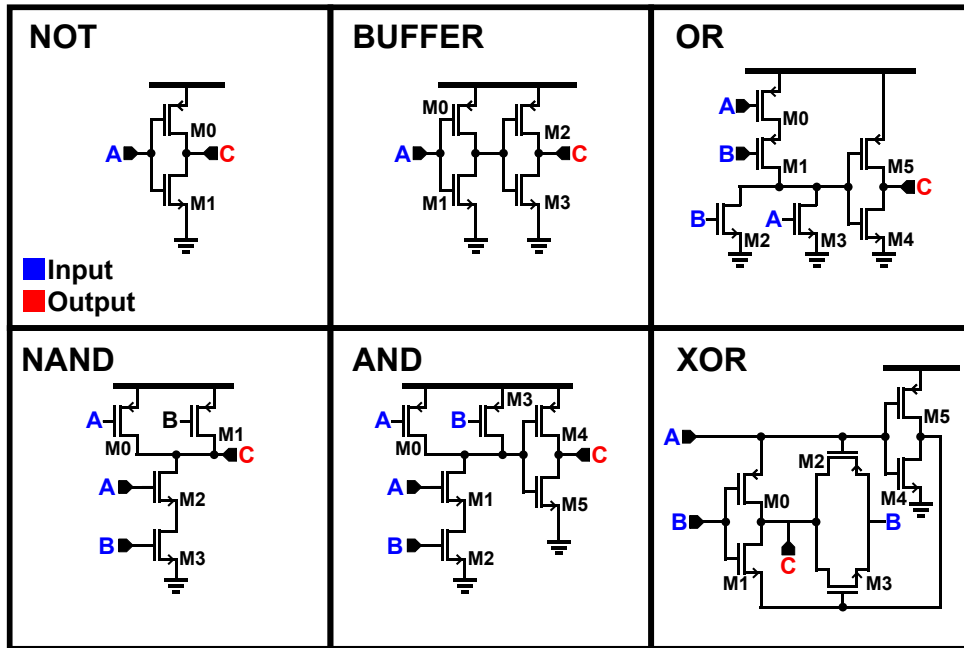 NOT
A
M0
C
M1
Input
Output
BUFFER
M0
A
M1
M2
C
M3
OR
A
M0
B
M1
M5
C
B
M2
A
M3
M4
NAND
A
M0
B
M1
C
A
M2
B
M3
AND
M3
A
M0
B
M4
C
A
M1
M5
B
M2
XOR
M5
A
M2
M4
M0
B
B
M1
C
M3